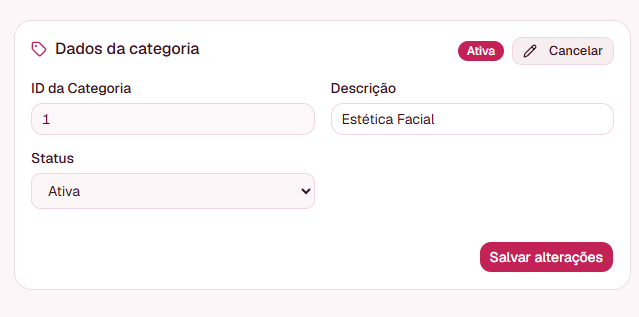 Dados da categoria
Ativa
Cancelar
ID da Categoria
Descrição
1
Estética Facial
Status
Ativa
Salvar alterações